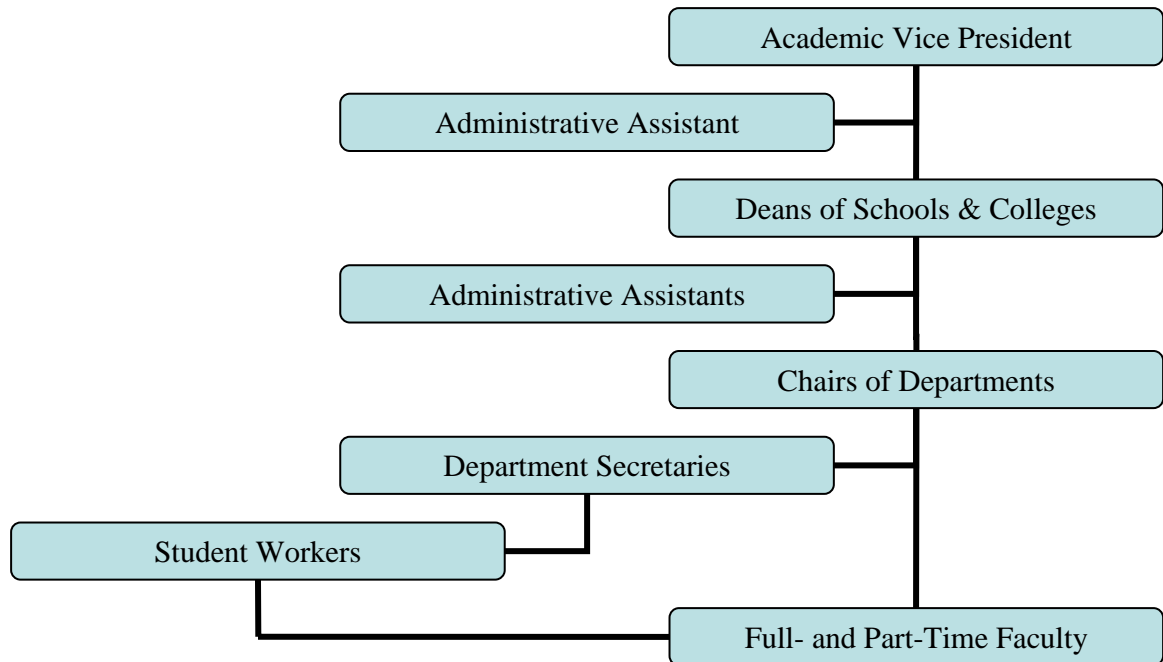 Academic Vice President
Administrative Assistant
Deans of Schools & Colleges
Administrative Assistants
Chairs of Departments
Department Secretaries
Student Workers
Full- and Part-Time Faculty